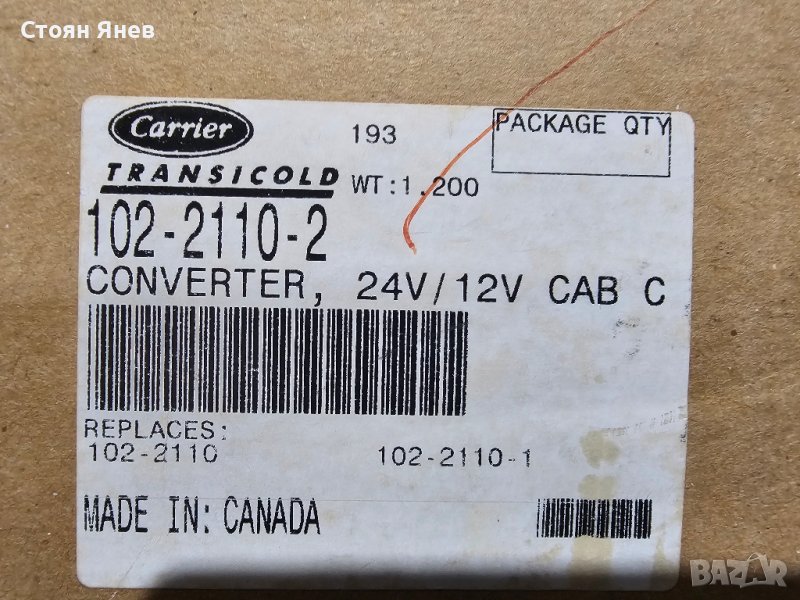 Стоян Янев
Carrier
TRANSICOLD
193
PACKAGE QTY
WT:1.200
102-2110-2
CONVERTER, 24V/12V CAB C
REPLACES:
102-2110 102-2110-1
MADE IN: CANADA
BAZAR